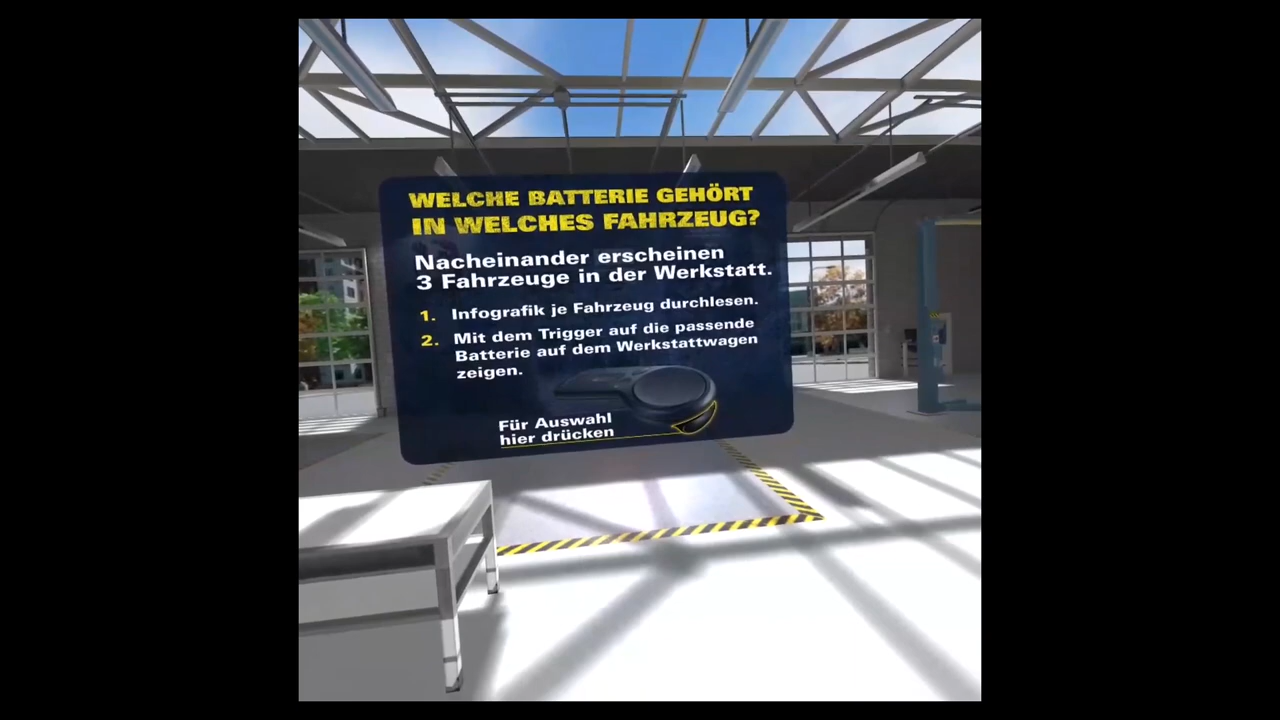 WELCHE BATTERIE GEHÖRT
IN WELCHES FAHRZEUG?
Nacheinander erscheinen
3 Fahrzeuge in der Werkstatt.
1. Infografik je Fahrzeug durchlesen.
2. Mit dem Trigger auf die passende
Batterie auf dem Werkstattwagen
zeigen.
Für Auswahl
hier drücken